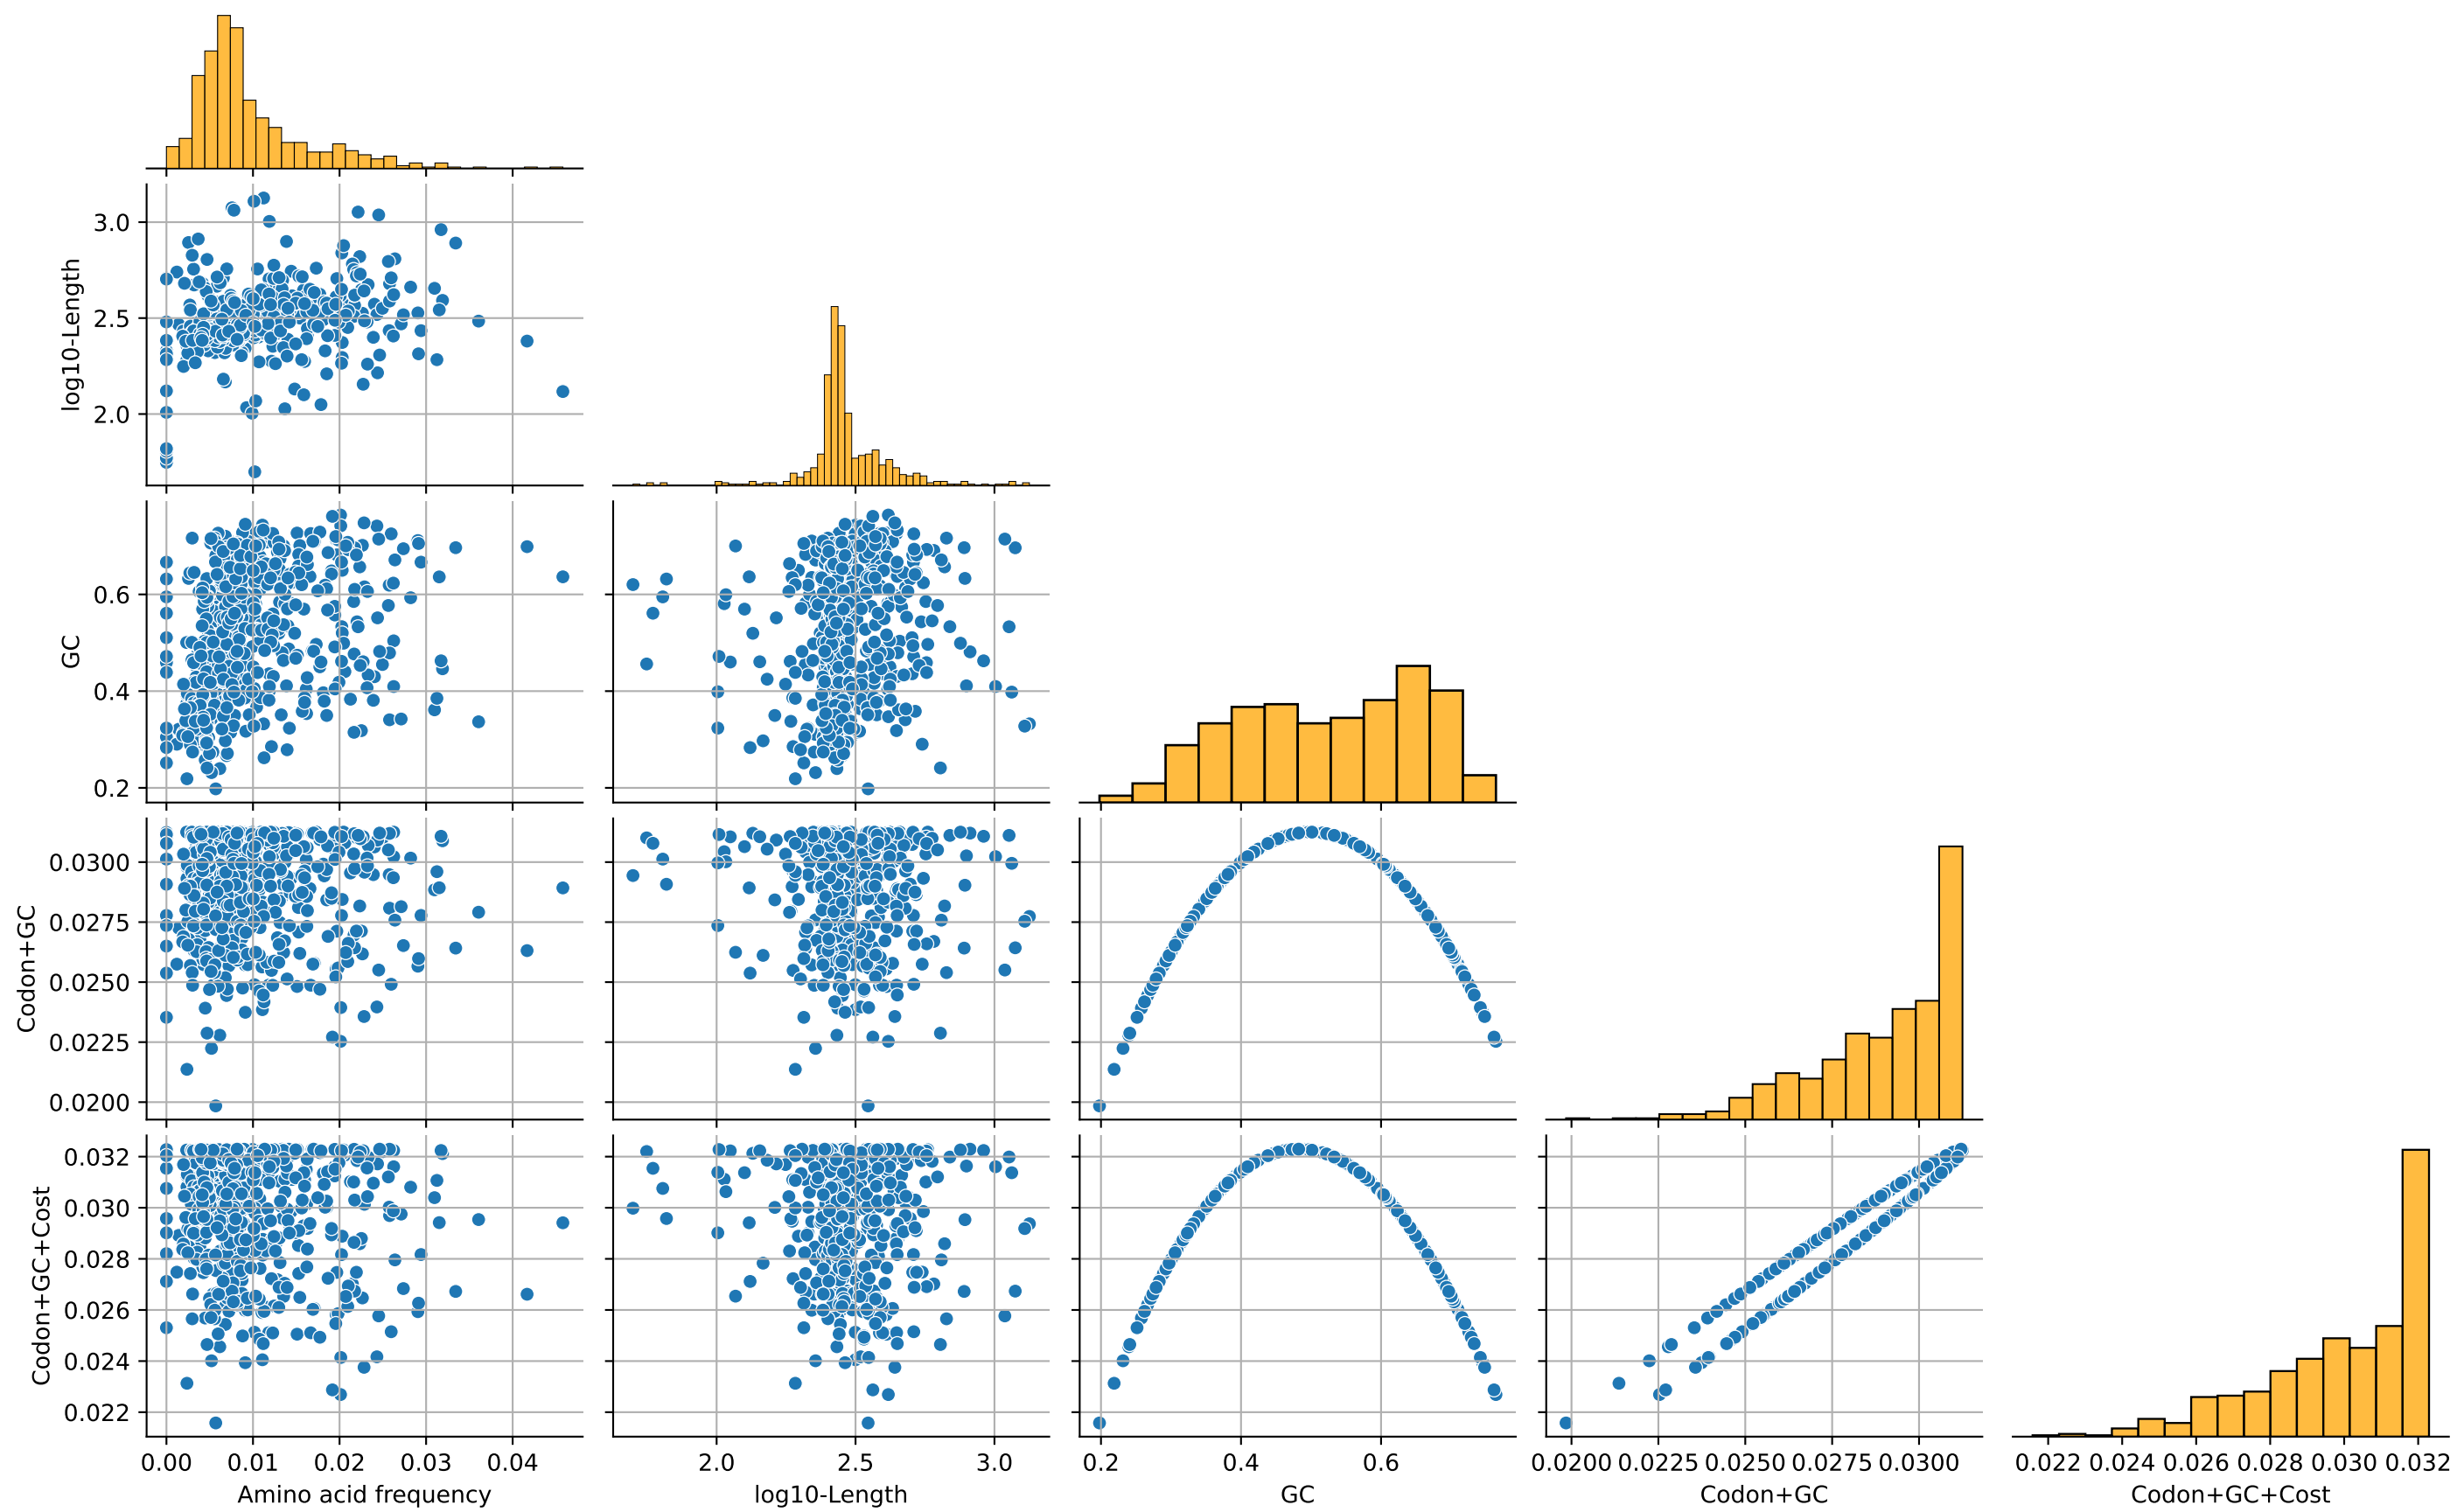 3.0
2.5
2.0
log10-Length
0.6
0.4
0.2
GC
0.0300
0.0275
0.0250
0.0225
0.0200
Codon+GC
0.032
0.030
0.028
0.026
0.024
0.022
Codon+GC+Cost
0.00 0.01 0.02 0.03 0.04
Amino acid frequency
2.0 2.5 3.0
log10-Length
0.2 0.4 0.6
GC
0.0200 0.0225 0.0250 0.0275 0.0300
Codon+GC
0.022 0.024 0.026 0.028 0.030 0.032
Codon+GC+Cost